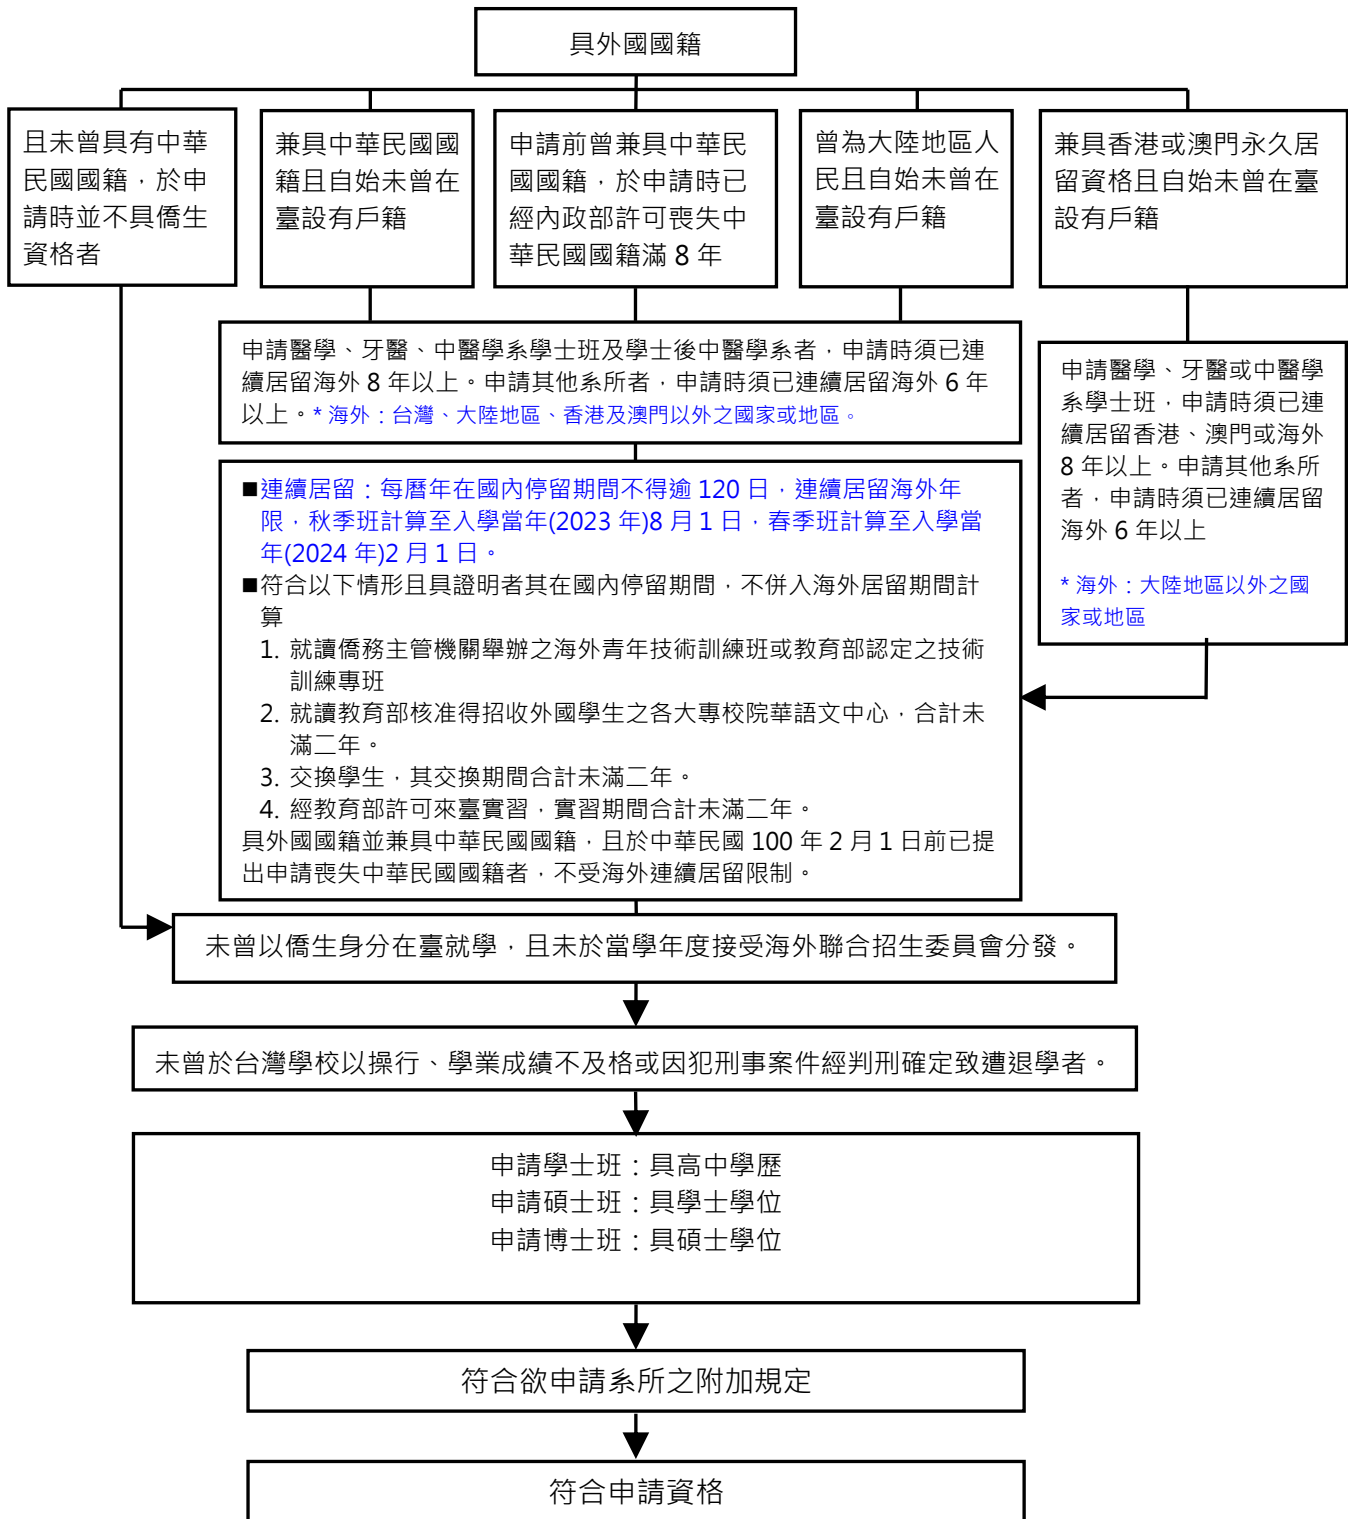 具外國國籍
且未曾具有中華
民國國籍，於申
請時並不具僑生
資格者
兼具中華民國國
籍且自始未曾在
臺設有戶籍
申請前曾兼具中華民
國國籍，於申請時已
經內政部許可喪失中
華民國國籍滿 8 年
曾為大陸地區人
民且自始未曾在
臺設有戶籍
兼具香港或澳門永久居
留資格且自始未曾在臺
設有戶籍
申請醫學、牙醫、中醫學系學士班及學士後中醫學系者，申請時須已連
續居留海外 8 年以上。申請其他系所者，申請時須已連續居留海外 6 年
以上。* 海外：台灣、大陸地區、香港及澳門以外之國家或地區。
申請醫學、牙醫或中醫學
系學士班，申請時須已連
續居留香港、澳門或海外
8 年以上。申請其他系所
者，申請時須已連續居留
海外 6 年以上
* 海外：大陸地區以外之國
家或地區
■連續居留：每曆年在國內停留期間不得逾 120 日，連續居留海外年
限，秋季班計算至入學當年(2023 年)8 月 1 日，春季班計算至入學當
年(2024 年)2 月 1 日。
■符合以下情形且具證明者其在國內停留期間，不併入海外居留期間計
算
1. 就讀僑務主管機關舉辦之海外青年技術訓練班或教育部認定之技術
訓練專班
2. 就讀教育部核准得招收外國學生之各大專校院華語文中心，合計未
滿二年。
3. 交換學生，其交換期間合計未滿二年。
4. 經教育部許可來臺實習，實習期間合計未滿二年。
具外國國籍並兼具中華民國國籍，且於中華民國 100 年 2 月 1 日前已提
出申請喪失中華民國國籍者，不受海外連續居留限制。
未曾以僑生身分在臺就學，且未於當學年度接受海外聯合招生委員會分發。
未曾於台灣學校以操行、學業成績不及格或因犯刑事案件經判刑確定致遭退學者。
申請學士班：具高中學歷
申請碩士班：具學士學位
申請博士班：具碩士學位
符合欲申請系所之附加規定
符合申請資格